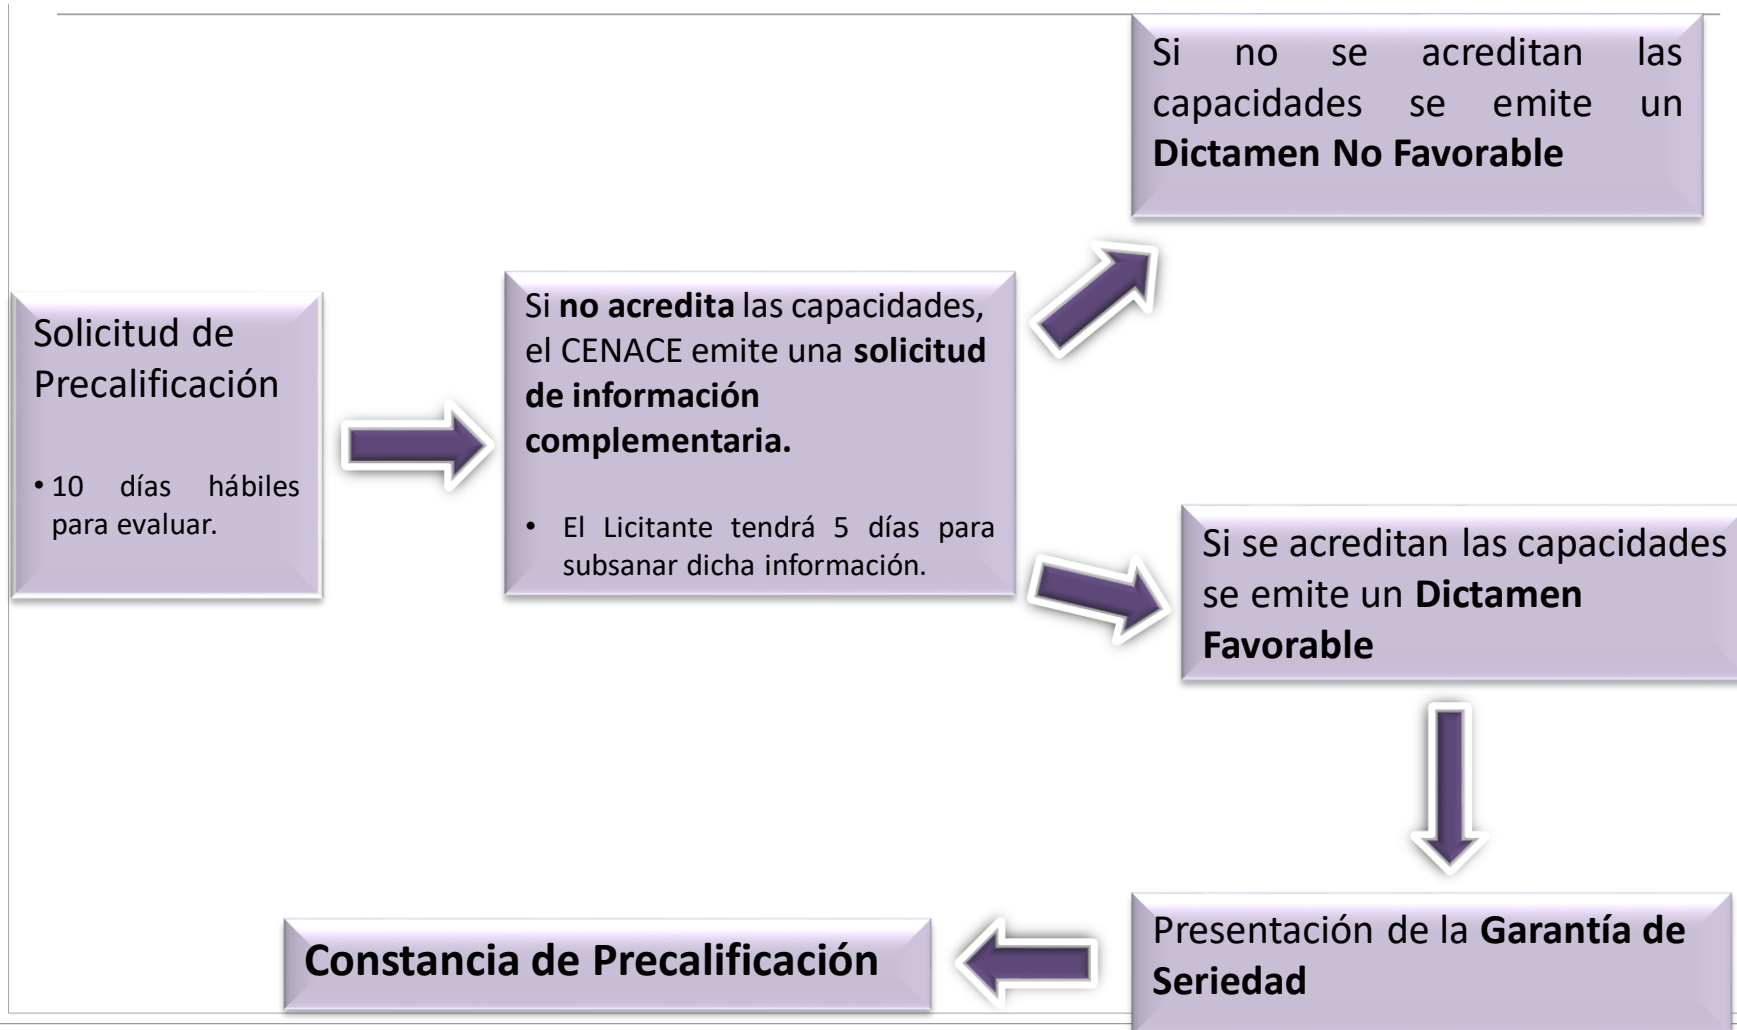 Solicitud de
Precalificación
• 10 días hábiles
para evaluar.
Si no acredita las capacidades,
el CENACE emite una solicitud
de información
complementaria.
• El Licitante tendrá 5 días para
subsanar dicha información.
Si no se acreditan las
capacidades se emite un
Dictamen No Favorable
Si se acreditan las capacidades
se emite un Dictamen
Favorable
Presentación de la Garantía de
Seriedad
Constancia de Precalificación